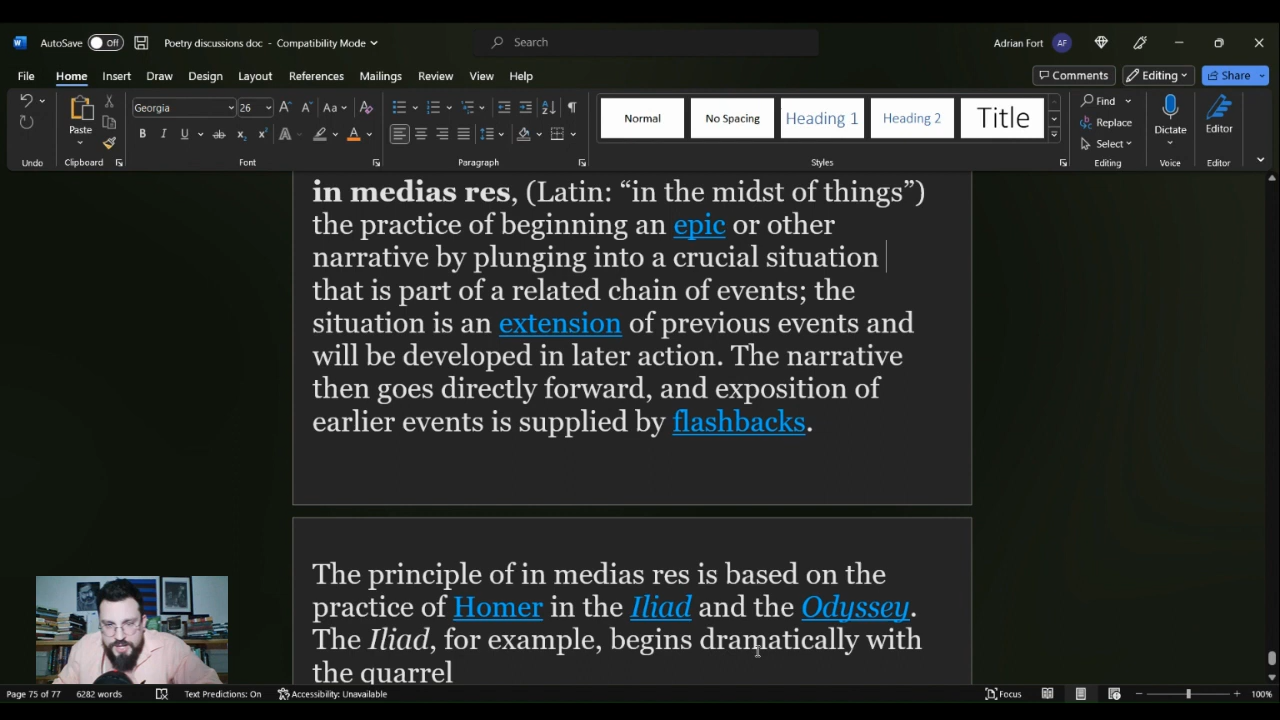 AutoSave Off Poetry discussions doc - Compatibility Mode Search Adrian Fort AF
File Home Insert Draw Design Layout References Mailings Review View Help Comments Editing Share
Georgia 26 Aa Normal No Spacing Heading 1 Heading 2 Title Find
Paste Replace Dictate Editor
B I U ab x₂ x² A A Select
Undo Clipboard Font Paragraph Styles Editing Voice Editor
in medias res, (Latin: “in the midst of things”)
the practice of beginning an epic or other
narrative by plunging into a crucial situation
that is part of a related chain of events; the
situation is an extension of previous events and
will be developed in later action. The narrative
then goes directly forward, and exposition of
earlier events is supplied by flashbacks.
The principle of in medias res is based on the
practice of Homer in the Iliad and the Odyssey.
The Iliad, for example, begins dramatically with
the quarrel
Page 75 of 77 6282 words Text Predictions: On Accessibility: Unavailable Focus 100%